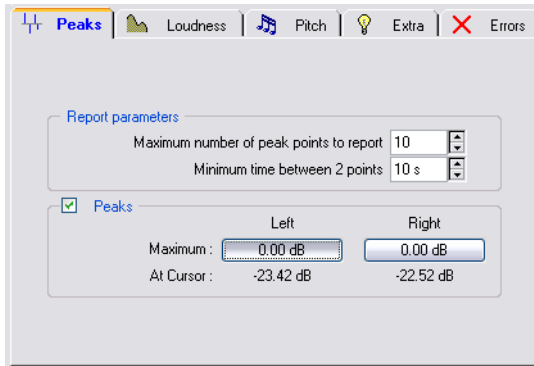 Peaks Loudness Pitch Extra Errors
Report parameters
Maximum number of peak points to report 10
Minimum time between 2 points 10 s
Peaks
Left Right
Maximum : 0.00 dB 0.00 dB
At Cursor : -23.42 dB -22.52 dB